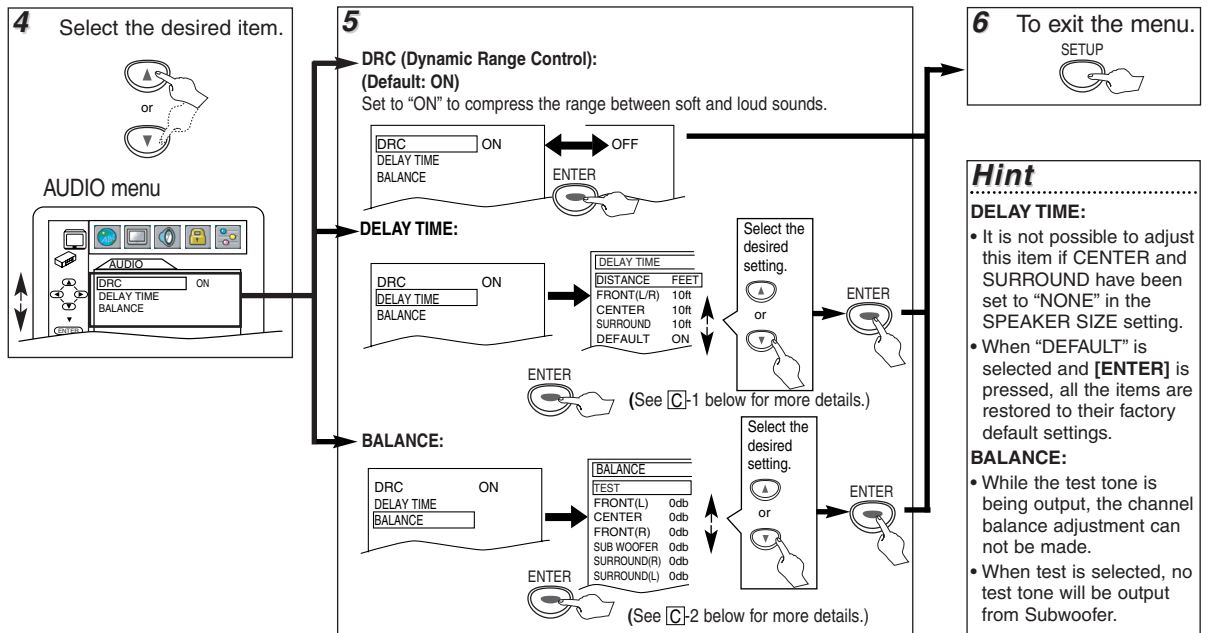 4 Select the desired item.
or
AUDIO menu
AUDIO
DRC ON
DELAY TIME
BALANCE
ENTER
5
DRC (Dynamic Range Control):
(Default: ON)
Set to “ON” to compress the range between soft and loud sounds.
DRC ON OFF
DELAY TIME
BALANCE
ENTER
DELAY TIME:
DRC ON
DELAY TIME
BALANCE
DELAY TIME
DISTANCE FEET
FRONT(L/R) 10ft
CENTER 10ft
SURROUND 10ft
DEFAULT ON
Select the
desired
setting.
or
ENTER
ENTER
(See C-1 below for more details.)
BALANCE:
DRC ON
DELAY TIME
BALANCE
BALANCE
TEST
FRONT(L) 0db
CENTER 0db
FRONT(R) 0db
SUB WOOFER 0db
SURROUND(R) 0db
SURROUND(L) 0db
Select the
desired
setting.
or
ENTER
ENTER
(See C-2 below for more details.)
6 To exit the menu.
SETUP
Hint
DELAY TIME:
• It is not possible to adjust
this item if CENTER and
SURROUND have been
set to “NONE” in the
SPEAKER SIZE setting.
• When “DEFAULT” is
selected and [ENTER] is
pressed, all the items are
restored to their factory
default settings.
BALANCE:
• While the test tone is
being output, the channel
balance adjustment can
not be made.
• When test is selected, no
test tone will be output
from Subwoofer.